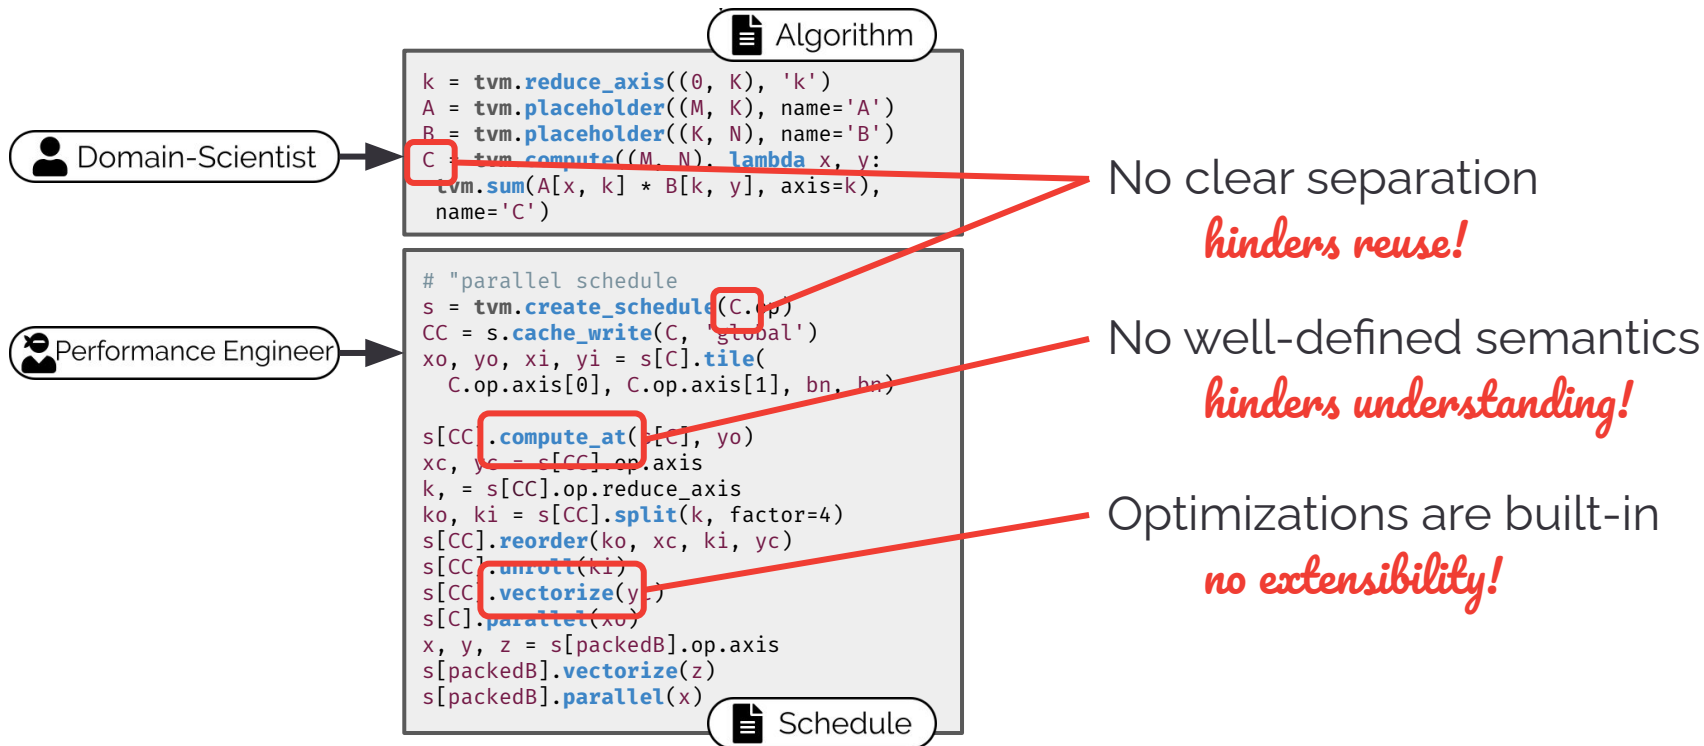 Algorithm
k = tvm.reduce_axis((0, K), 'k')
A = tvm.placeholder((M, K), name='A')
B = tvm.placeholder((K, N), name='B')
C = tvm.compute((M, N), lambda x, y:
tvm.sum(A[x, k] * B[k, y], axis=k),
name='C')
Domain-Scientist
No clear separation
hinders reuse!
# "parallel schedule
s = tvm.create_schedule(C.op)
CC = s.cache_write(C, 'global')
xo, yo, xi, yi = s[C].tile(
C.op.axis[0], C.op.axis[1], bn, bn)
Performance Engineer
No well-defined semantics
hinders understanding!
s[CC].compute_at(s[C], yo)
xc, yc = s[CC].op.axis
k, = s[CC].op.reduce_axis
ko, ki = s[CC].split(k, factor=4)
s[CC].reorder(ko, xc, ki, yc)
s[CC].unroll(ki)
s[CC].vectorize(yc)
s[C].parallel(xo)
x, y, z = s[packedB].op.axis
s[packedB].vectorize(z)
s[packedB].parallel(x)
Optimizations are built-in
no extensibility!
Schedule